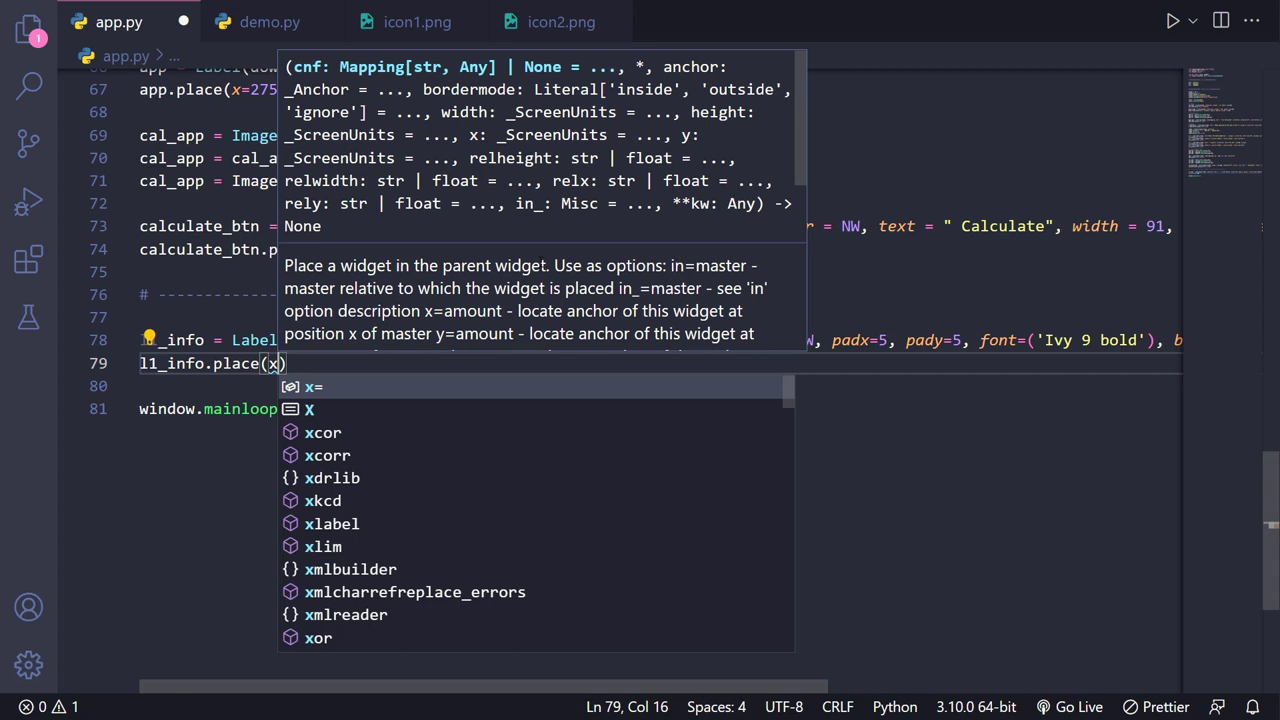 app.py
demo.py
icon1.png
icon2.png
1
app.py > ...
67 app.place(x=275
(cnf: Mapping[str, Any] | None = ..., *, anchor:
_Anchor = ..., bordermode: Literal['inside', 'outside',
'ignore'] = ..., width: _ScreenUnits = ..., height:
_ScreenUnits = ..., x: _ScreenUnits = ..., y:
_ScreenUnits = ..., relheight: str | float = ...,
relwidth: str | float = ..., relx: str | float = ...,
rely: str | float = ..., in_: Misc = ..., **kw: Any) ->
None
Place a widget in the parent widget. Use as options: in=master -
master relative to which the widget is placed in_=master - see 'in'
option description x=amount - locate anchor of this widget at
position x of master y=amount - locate anchor of this widget at
68
69 cal_app = Image
70 cal_app = cal_a
71 cal_app = Imag
72
73 calculate_btn = r = NW, text = " Calculate", width = 91,
74 calculate_btn.p
75
76 # -------------
77
78 _info = Label W, padx=5, pady=5, font=('Ivy 9 bold'), b
79 l1_info.place(x)
80
81 window.mainloop
x=
X
xcor
xcorr
xdrlib
xkcd
xlabel
xlim
xmlbuilder
xmlcharrefreplace_errors
xmlreader
xor
0 1 Ln 79, Col 16 Spaces: 4 UTF-8 CRLF Python 3.10.0 64-bit Go Live Prettier